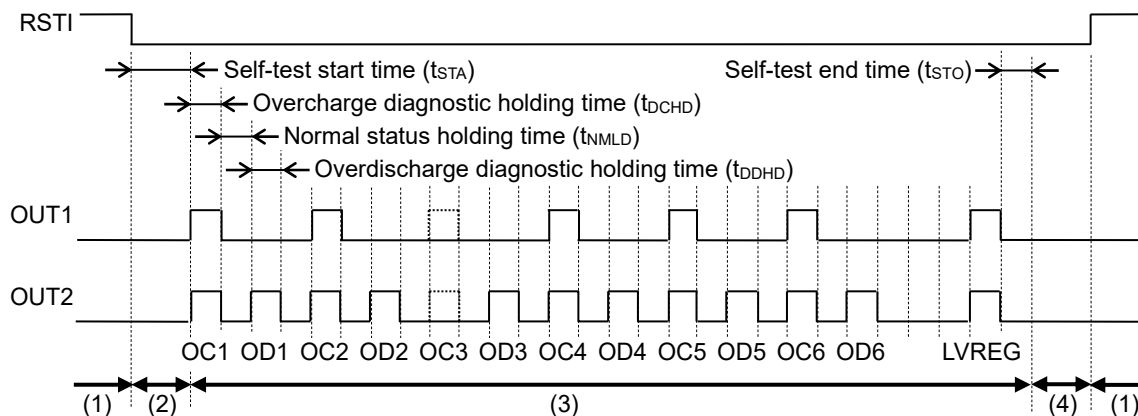 RSTI
Self-test start time (tSTA)
Self-test end time (tSTO)
Overcharge diagnostic holding time (tDCHD)
Normal status holding time (tNMLD)
Overdischarge diagnostic holding time (tDDHD)
OUT1
OUT2
OC1 OD1 OC2 OD2 OC3 OD3 OC4 OD4 OC5 OD5 OC6 OD6 LVREG
(1) (2) (3) (4) (1)